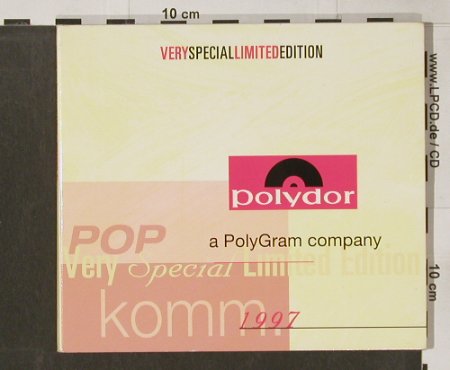 10 cm
VERYSPECIALLIMITEDEDITION
www.LPCD.de / CD
polydor
POP
a PolyGram company
Very Special Limited Edition
10 cm
komm.
1997